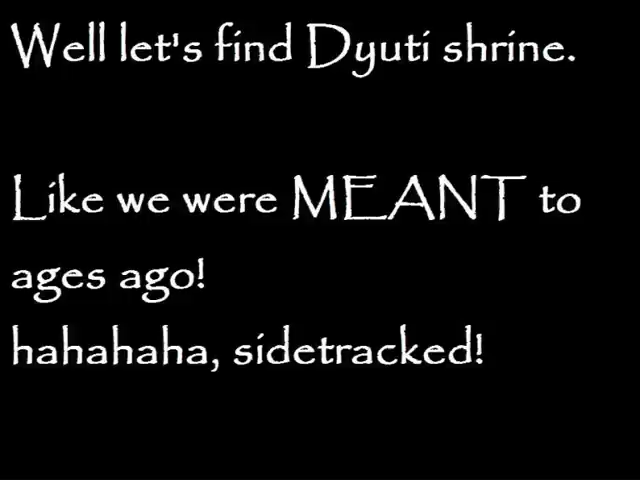 Well let's find Dyuti shrine.
Like we were MEANT to
ages ago!
hahahaha, sidetracked!